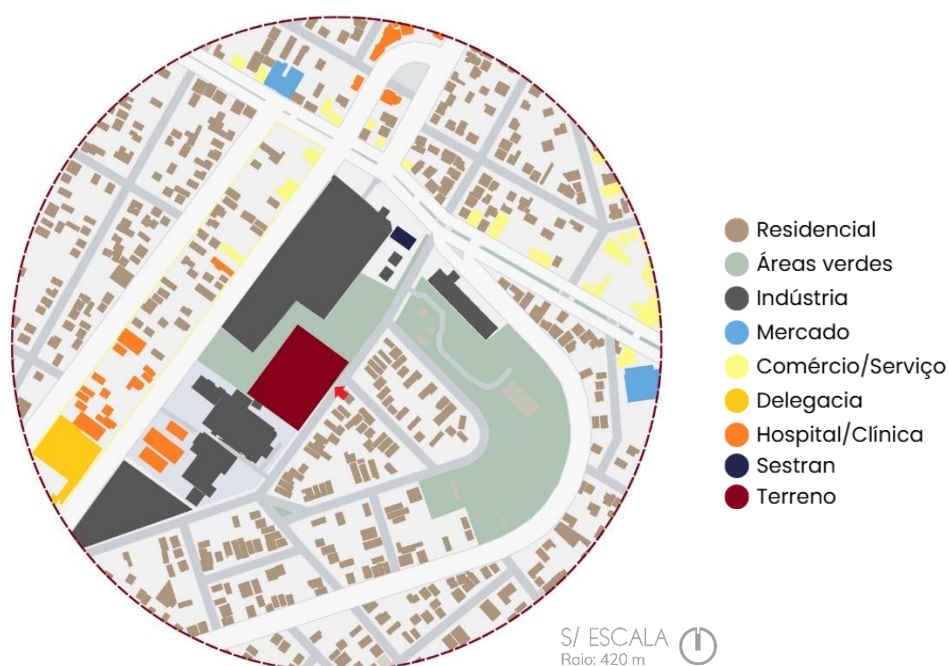 Residencial
Áreas verdes
Indústria
Mercado
Comércio/Serviço
Delegacia
Hospital/Clínica
Sestran
Terreno
S/ ESCALA
Raio: 420 m